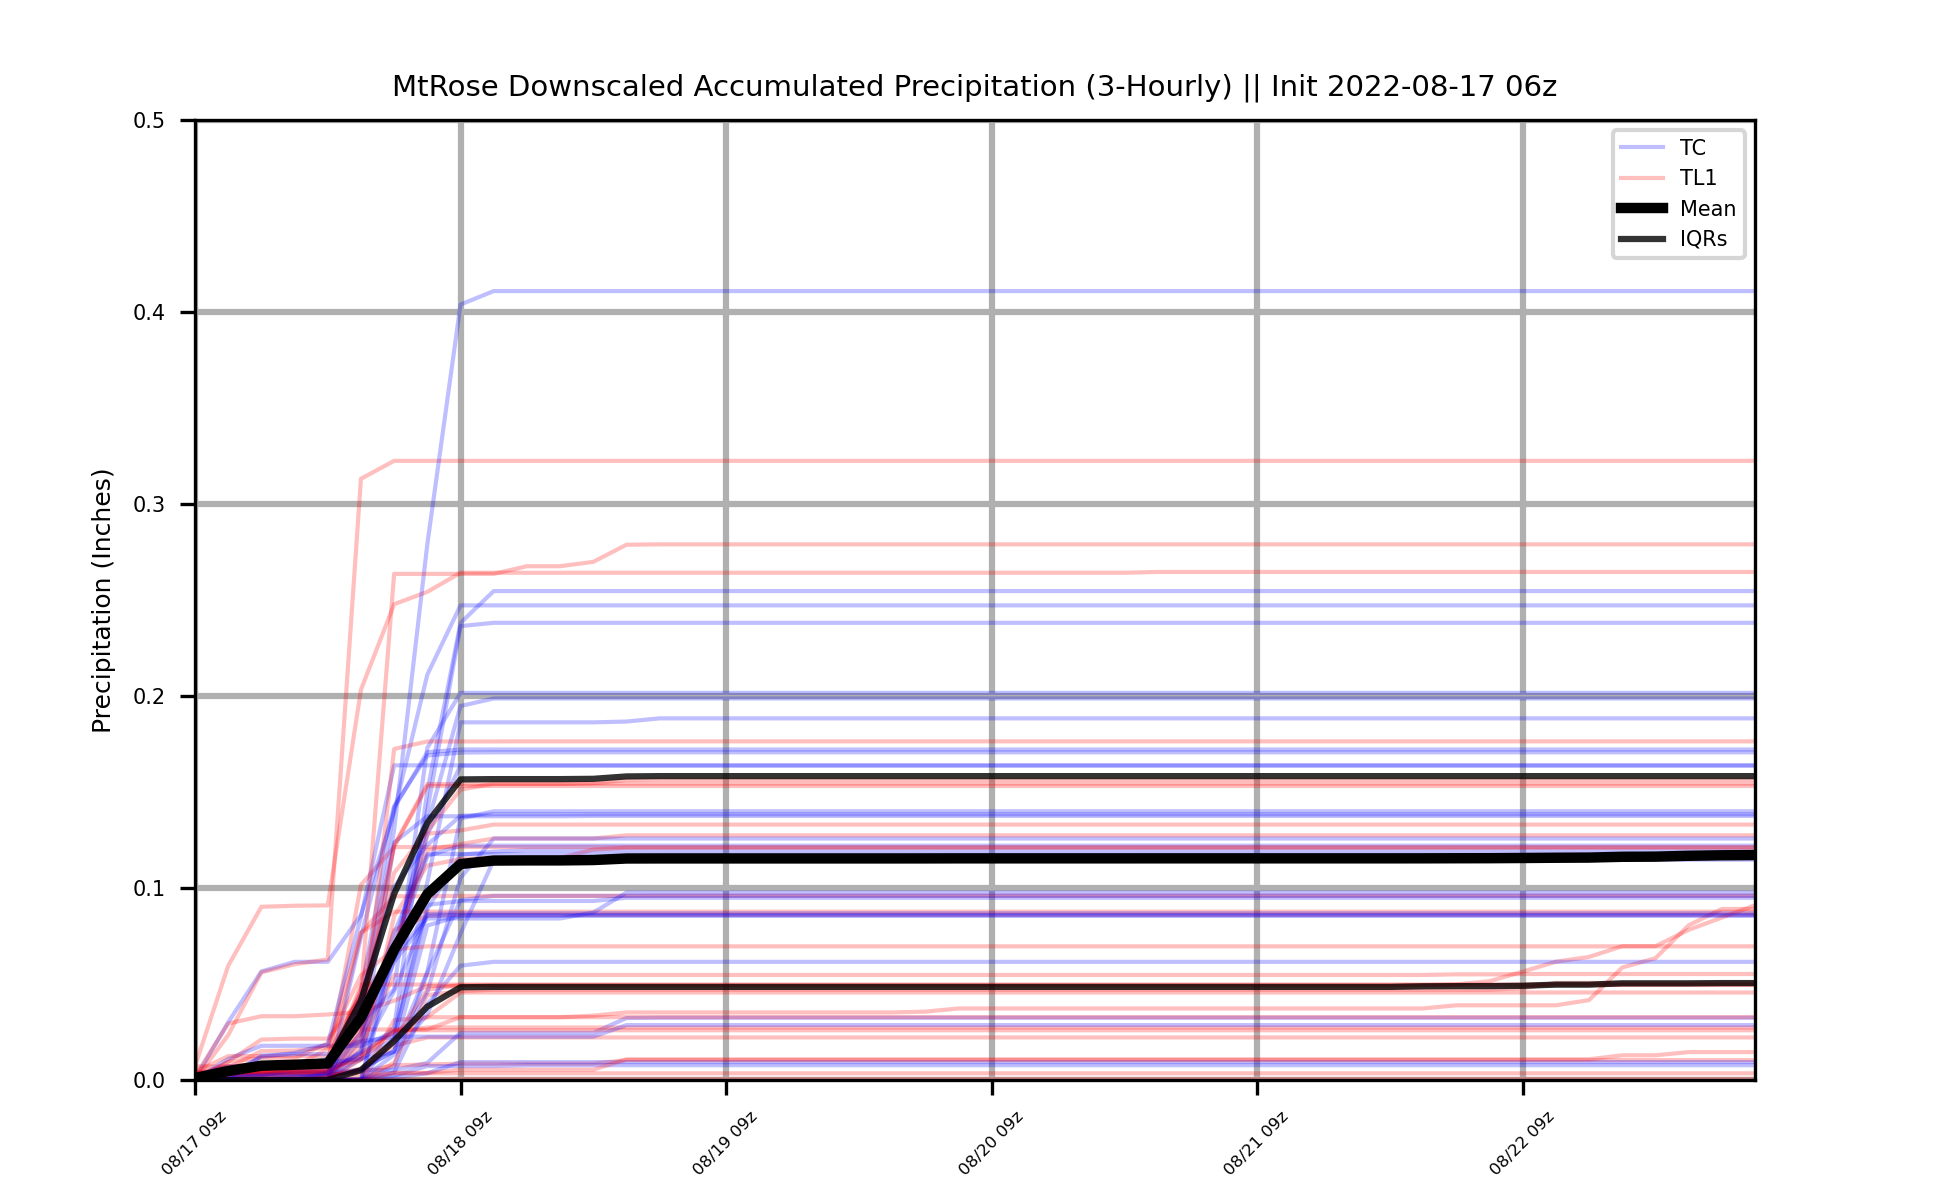 MtRose Downscaled Accumulated Precipitation (3-Hourly) || Init 2022-08-17 06z
0.5
0.4
0.3
0.2
0.1
0.0
Precipitation (Inches)
TC
TL1
Mean
IQRs
08/17 09z
08/18 09z
08/19 09z
08/20 09z
08/21 09z
08/22 09z